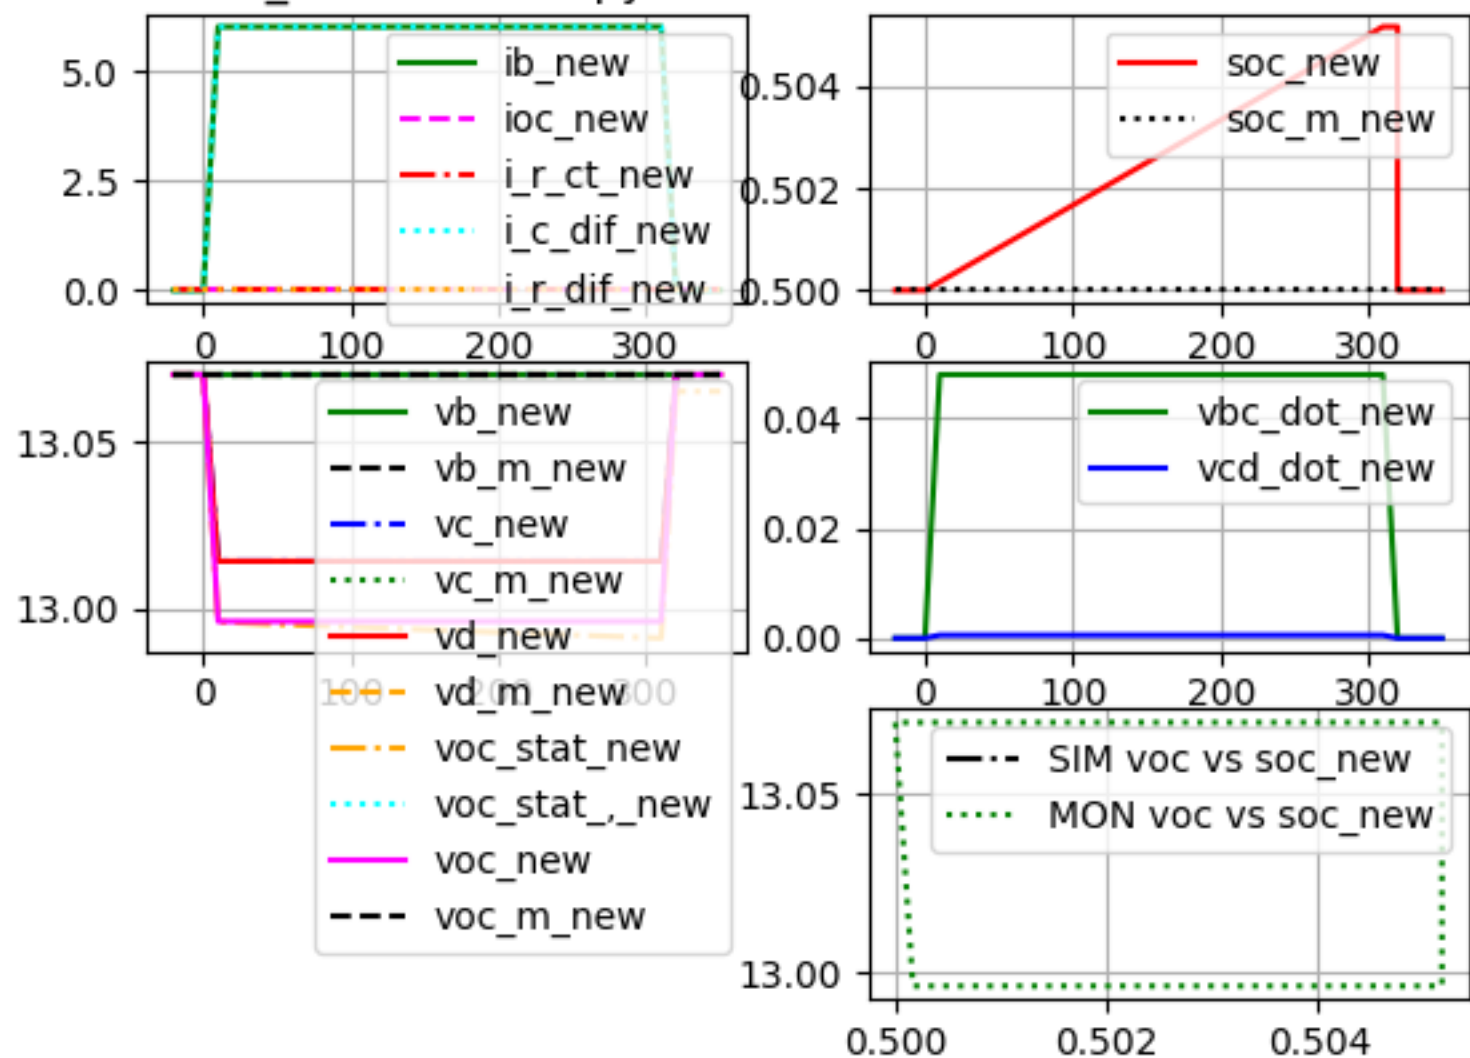 5.0
2.5
0.0
ib_new
ioc_new
i_r_ct_new
i_c_dif_new
i_r_dif_new
0 100 200 300
0.504
0.502
0.500
soc_new
soc_m_new
0 100 200 300
13.05
13.00
vb_new
vb_m_new
vc_new
vc_m_new
vd_new
vd_m_new
voc_stat_new
voc_stat_,_new
voc_new
voc_m_new
0 100 200 300
0.04
0.02
0.00
vbc_dot_new
vcd_dot_new
0 100 200 300
13.05
13.00
SIM voc vs soc_new
MON voc vs soc_new
0.500 0.502 0.504